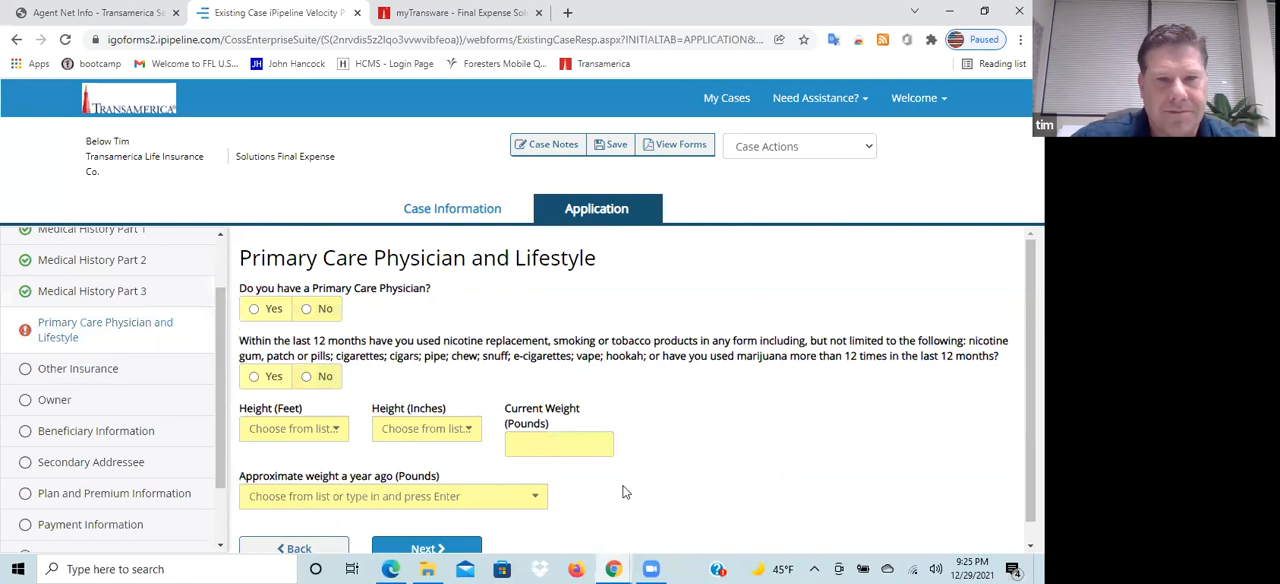 Agent Net Info - Transamerica Se
Existing Case iPipeline Velocity P
myTransware - Final Expense Solu
igoforms2.ipipeline.com/CossEnterpriseSuite/(S(2nrvdis5z2lqo3vvwvibfeoa))/webforms/ExistingCaseResp.aspx?INITIALTAB=APPLICATION&...
Paused
Apps
bootcamp
Welcome to FFL U.S...
John Hancock
HCMS - Login Page
Foresters Mobile Q...
Transamerica
Reading list
TRANSAMERICA
My Cases
Need Assistance?
Welcome
tim
Below Tim
Transamerica Life Insurance
Co.
Solutions Final Expense
Case Notes
Save
View Forms
Case Actions
Case Information
Application
Medical History Part 1
Medical History Part 2
Medical History Part 3
Primary Care Physician and
Lifestyle
Other Insurance
Owner
Beneficiary Information
Secondary Addressee
Plan and Premium Information
Payment Information
Primary Care Physician and Lifestyle
Do you have a Primary Care Physician?
Yes No
Within the last 12 months have you used nicotine replacement, smoking or tobacco products in any form including, but not limited to the following: nicotine
gum, patch or pills; cigarettes; cigars; pipe; chew; snuff; e-cigarettes; vape; hookah; or have you used marijuana more than 12 times in the last 12 months?
Yes No
Height (Feet)
Height (Inches)
Current Weight
(Pounds)
Choose from list..
Choose from list..
Approximate weight a year ago (Pounds)
Choose from list or type in and press Enter
Back
Next
Type here to search
45°F
9:25 PM
12/29/2021
4